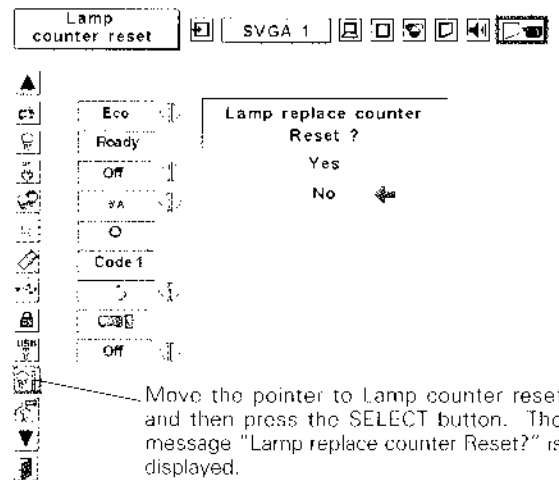 Lamp
counter reset
SVGA 1
Eco
Ready
Off
Code 1
Off
USB
Lamp replace counter
Reset ?
Yes
No
Move the pointer to Lamp counter reset
and then press the SELECT button. The
message "Lamp replace counter Reset?" is
displayed.